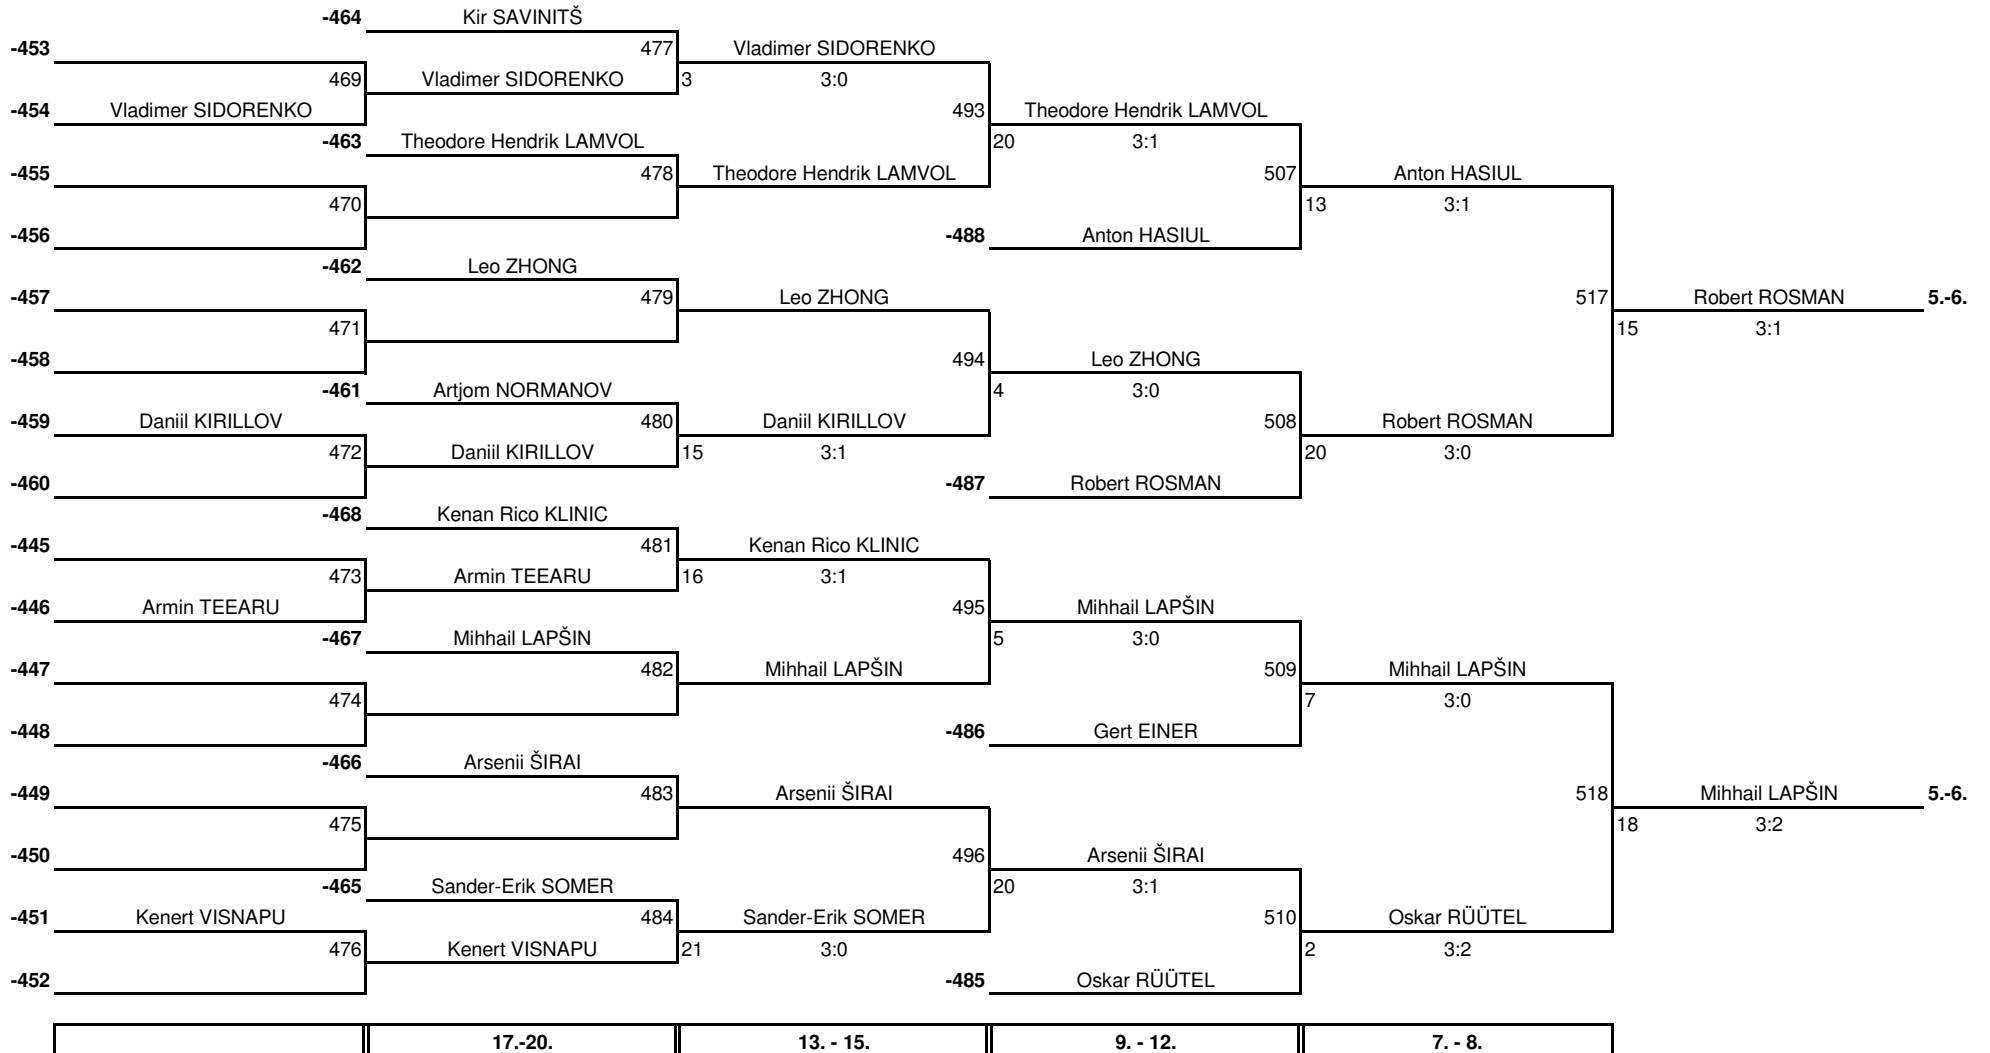 -464 Kir SAVINITŠ
-453 477 Vladimer SIDORENKO
469 Vladimer SIDORENKO 3 3:0
-454 Vladimer SIDORENKO 493 Theodore Hendrik LAMVOL
-463 Theodore Hendrik LAMVOL 20 3:1
-455 478 Theodore Hendrik LAMVOL 507 Anton HASIUL
470 13 3:1
-456 -488 Anton HASIUL
-462 Leo ZHONG
-457 479 Leo ZHONG 517 Robert ROSMAN 5.-6.
471 15 3:1
-458 494 Leo ZHONG
-461 Artjom NORMANOV 4 3:0
-459 Daniil KIRILLOV 480 Daniil KIRILLOV 508 Robert ROSMAN
472 Daniil KIRILLOV 15 3:1 20 3:0
-460 -487 Robert ROSMAN
-468 Kenan Rico KLINIC
-445 481 Kenan Rico KLINIC
473 Armin TEEARU 16 3:1
-446 Armin TEEARU 495 Mihhail LAPŠIN
-467 Mihhail LAPŠIN 5 3:0
-447 482 Mihhail LAPŠIN 509 Mihhail LAPŠIN
474 7 3:0
-448 -486 Gert EINER
-466 Arsenii ŠIRAI
-449 483 Arsenii ŠIRAI 518 Mihhail LAPŠIN 5.-6.
475 18 3:2
-450 496 Arsenii ŠIRAI
-465 Sander-Erik SOMER 20 3:1
-451 Kenert VISNAPU 484 Sander-Erik SOMER 510 Oskar RÜÜTEL
476 Kenert VISNAPU 21 3:0 2 3:2
-452 -485 Oskar RÜÜTEL
17.-20. 13. - 15. 9. - 12. 7. - 8.